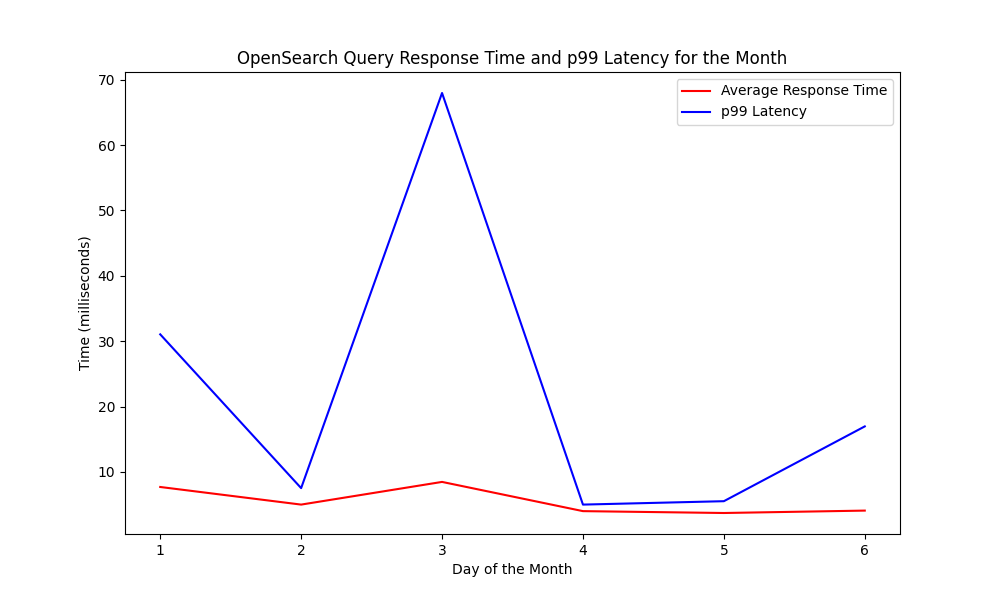 OpenSearch Query Response Time and p99 Latency for the Month
Average Response Time
p99 Latency
Time (milliseconds)
70
60
50
40
30
20
10
1 2 3 4 5 6
Day of the Month